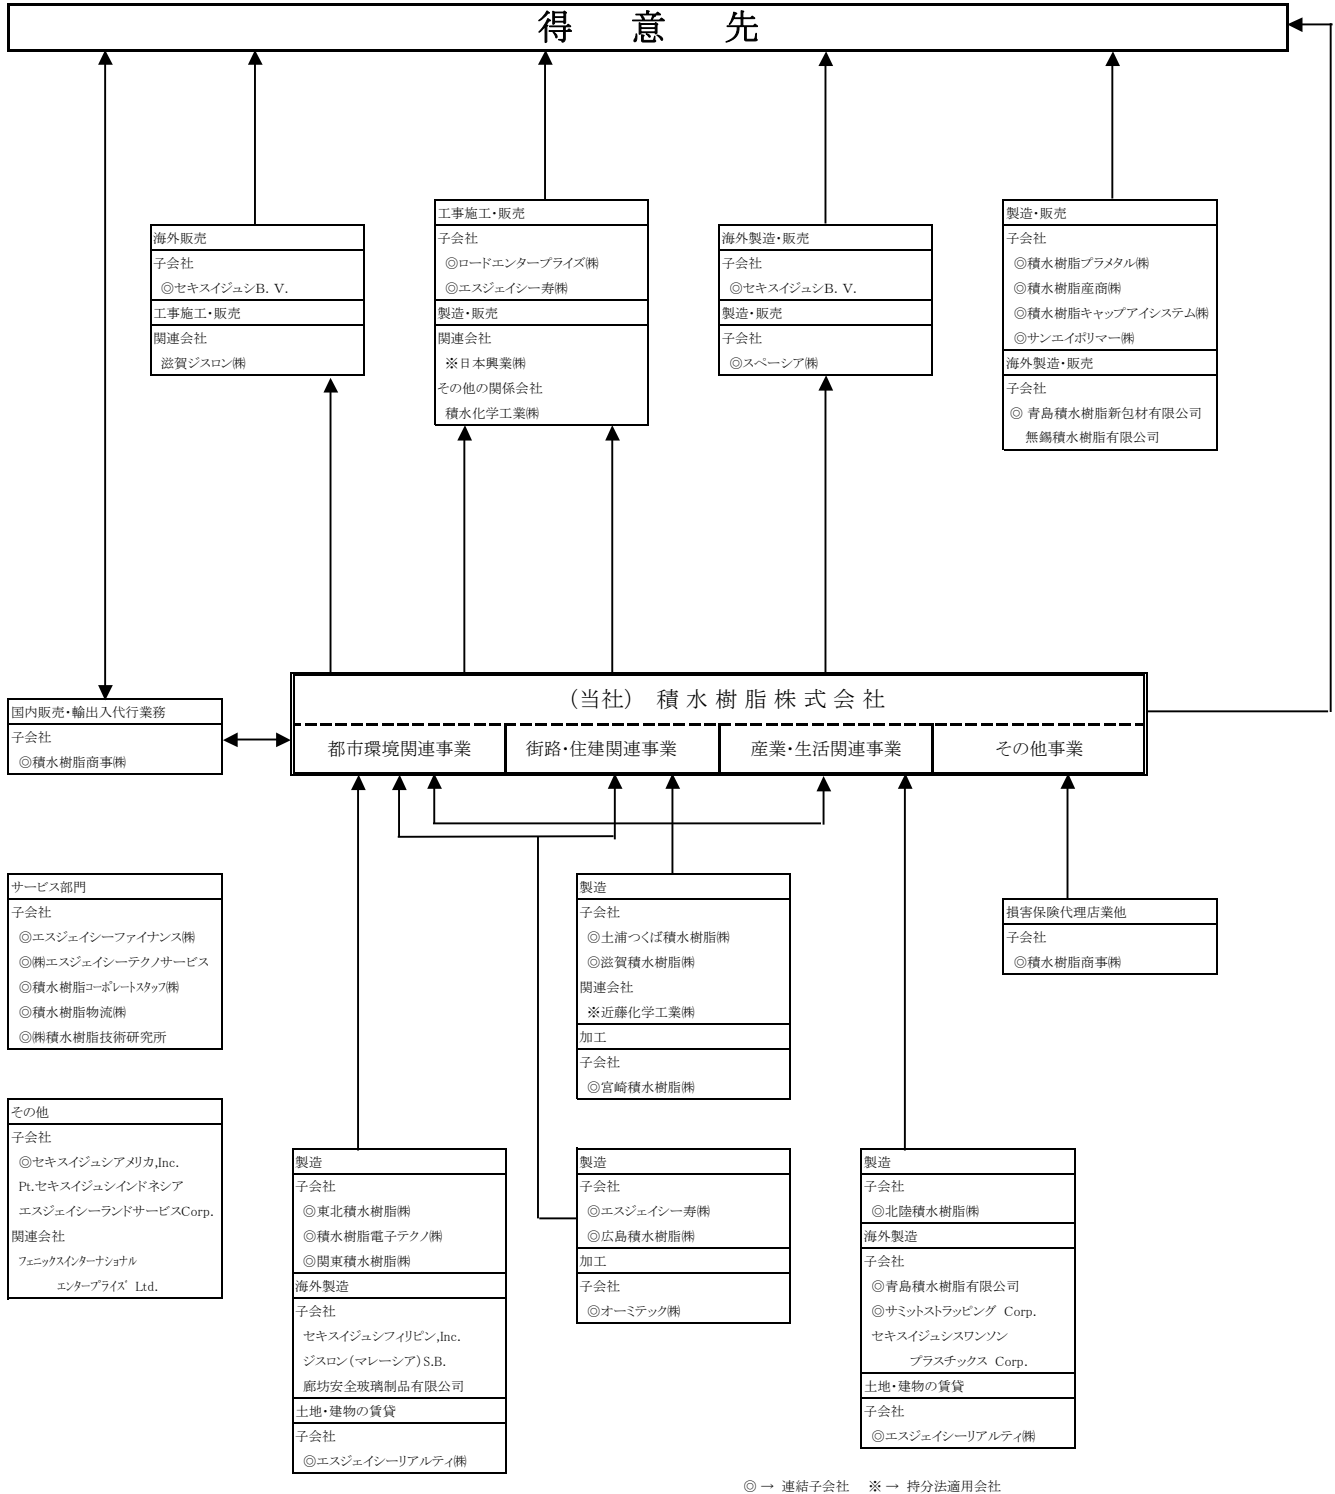 得 意 先
海外販売
子会社
◎セキスイジュシB. V.
工事施工・販売
関連会社
滋賀ジスロン㈱
工事施工・販売
子会社
◎ロードエンタープライズ㈱
◎エスジェイシー寿㈱
製造・販売
関連会社
※日本興業㈱
その他の関係会社
積水化学工業㈱
海外製造・販売
子会社
◎セキスイジュシB. V.
製造・販売
子会社
◎スペーシア㈱
製造・販売
子会社
◎積水樹脂プラメタル㈱
◎積水樹脂産商㈱
◎積水樹脂キャップアイシステム㈱
◎サンエイポリマー㈱
海外製造・販売
子会社
◎ 青島積水樹脂新包材有限公司
無錫積水樹脂有限公司
国内販売・輸出入代行業務
子会社
◎積水樹脂商事㈱
（当社） 積 水 樹 脂 株 式 会 社
都市環境関連事業
街路・住建関連事業
産業・生活関連事業
その他事業
サービス部門
子会社
◎エスジェイシーファイナンス㈱
◎㈱エスジェイシーテクノサービス
◎積水樹脂ｺｰﾎﾟﾚｰﾄｽﾀｯﾌ㈱
◎積水樹脂物流㈱
◎㈱積水樹脂技術研究所
製造
子会社
◎土浦つくば積水樹脂㈱
◎滋賀積水樹脂㈱
関連会社
※近藤化学工業㈱
加工
子会社
◎宮崎積水樹脂㈱
損害保険代理店業他
子会社
◎積水樹脂商事㈱
その他
子会社
◎セキスイジュシアメリカ,Inc.
Pt.セキスイジュシインドネシア
エスジェイシーランドサービスCorp.
関連会社
ﾌｪﾆｯｸｽｲﾝﾀｰﾅｼｮﾅﾙ
ｴﾝﾀｰﾌﾟﾗｲｽﾞ Ltd.
製造
子会社
◎東北積水樹脂㈱
◎積水樹脂電子テクノ㈱
◎関東積水樹脂㈱
海外製造
子会社
セキスイジュシフィリピン,Inc.
ジスロン（マレーシア）S.B.
廊坊安全玻璃制品有限公司
土地・建物の賃貸
子会社
◎エスジェイシーリアルティ㈱
製造
子会社
◎エスジェイシー寿㈱
◎広島積水樹脂㈱
加工
子会社
◎オーミテック㈱
製造
子会社
◎北陸積水樹脂㈱
海外製造
子会社
◎青島積水樹脂有限公司
◎サミットストラッピング Corp.
セキスイジュシスワンソン
プラスチックス Corp.
土地・建物の賃貸
子会社
◎エスジェイシーリアルティ㈱
◎ → 連結子会社 ※ → 持分法適用会社